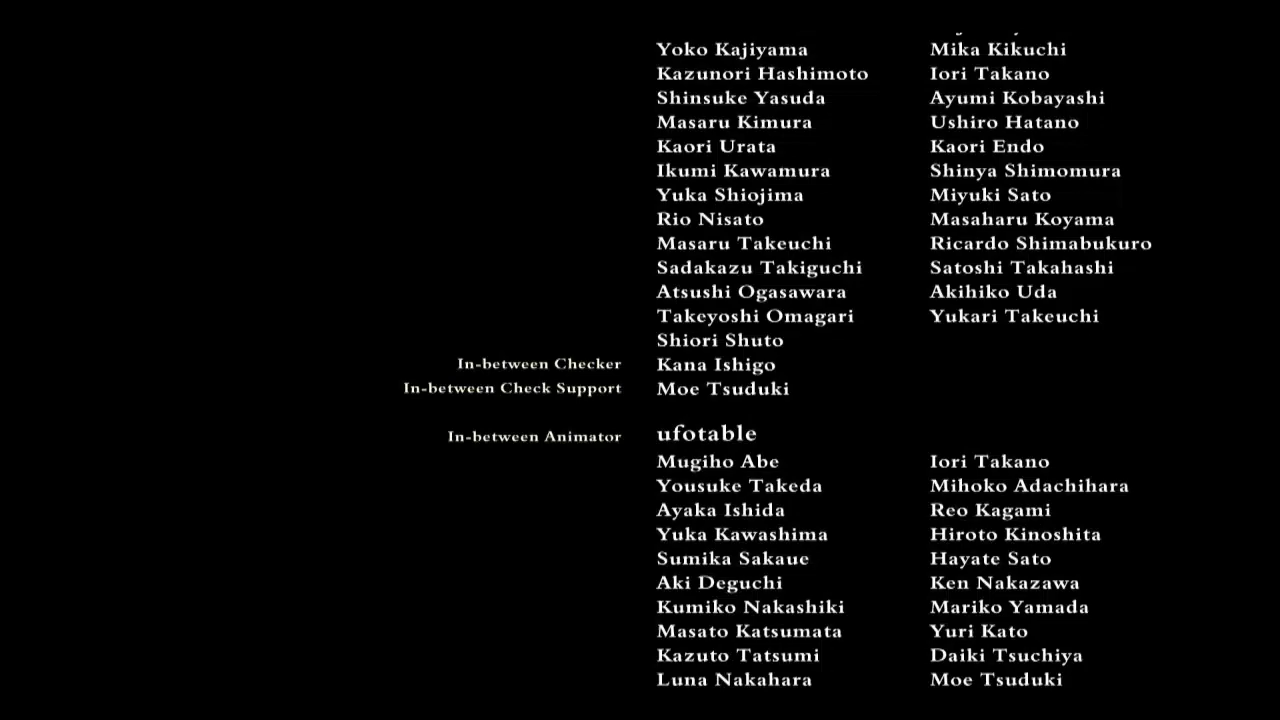 Yoko Kajiyama Mika Kikuchi
Kazunori Hashimoto Iori Takano
Shinsuke Yasuda Ayumi Kobayashi
Masaru Kimura Ushiro Hatano
Kaori Urata Kaori Endo
Ikumi Kawamura Shinya Shimomura
Yuka Shiojima Miyuki Sato
Rio Nisato Masaharu Koyama
Masaru Takeuchi Ricardo Shimabukuro
Sadakazu Takiguchi Satoshi Takahashi
Atsushi Ogasawara Akihiko Uda
Takeyoshi Omagari Yukari Takeuchi
Shiori Shuto
In-between Checker Kana Ishigo
In-between Check Support Moe Tsuduki
In-between Animator ufotable
Mugiho Abe Iori Takano
Yousuke Takeda Mihoko Adachihara
Ayaka Ishida Reo Kagami
Yuka Kawashima Hiroto Kinoshita
Sumika Sakaue Hayate Sato
Aki Deguchi Ken Nakazawa
Kumiko Nakashiki Mariko Yamada
Masato Katsumata Yuri Kato
Kazuto Tatsumi Daiki Tsuchiya
Luna Nakahara Moe Tsuduki